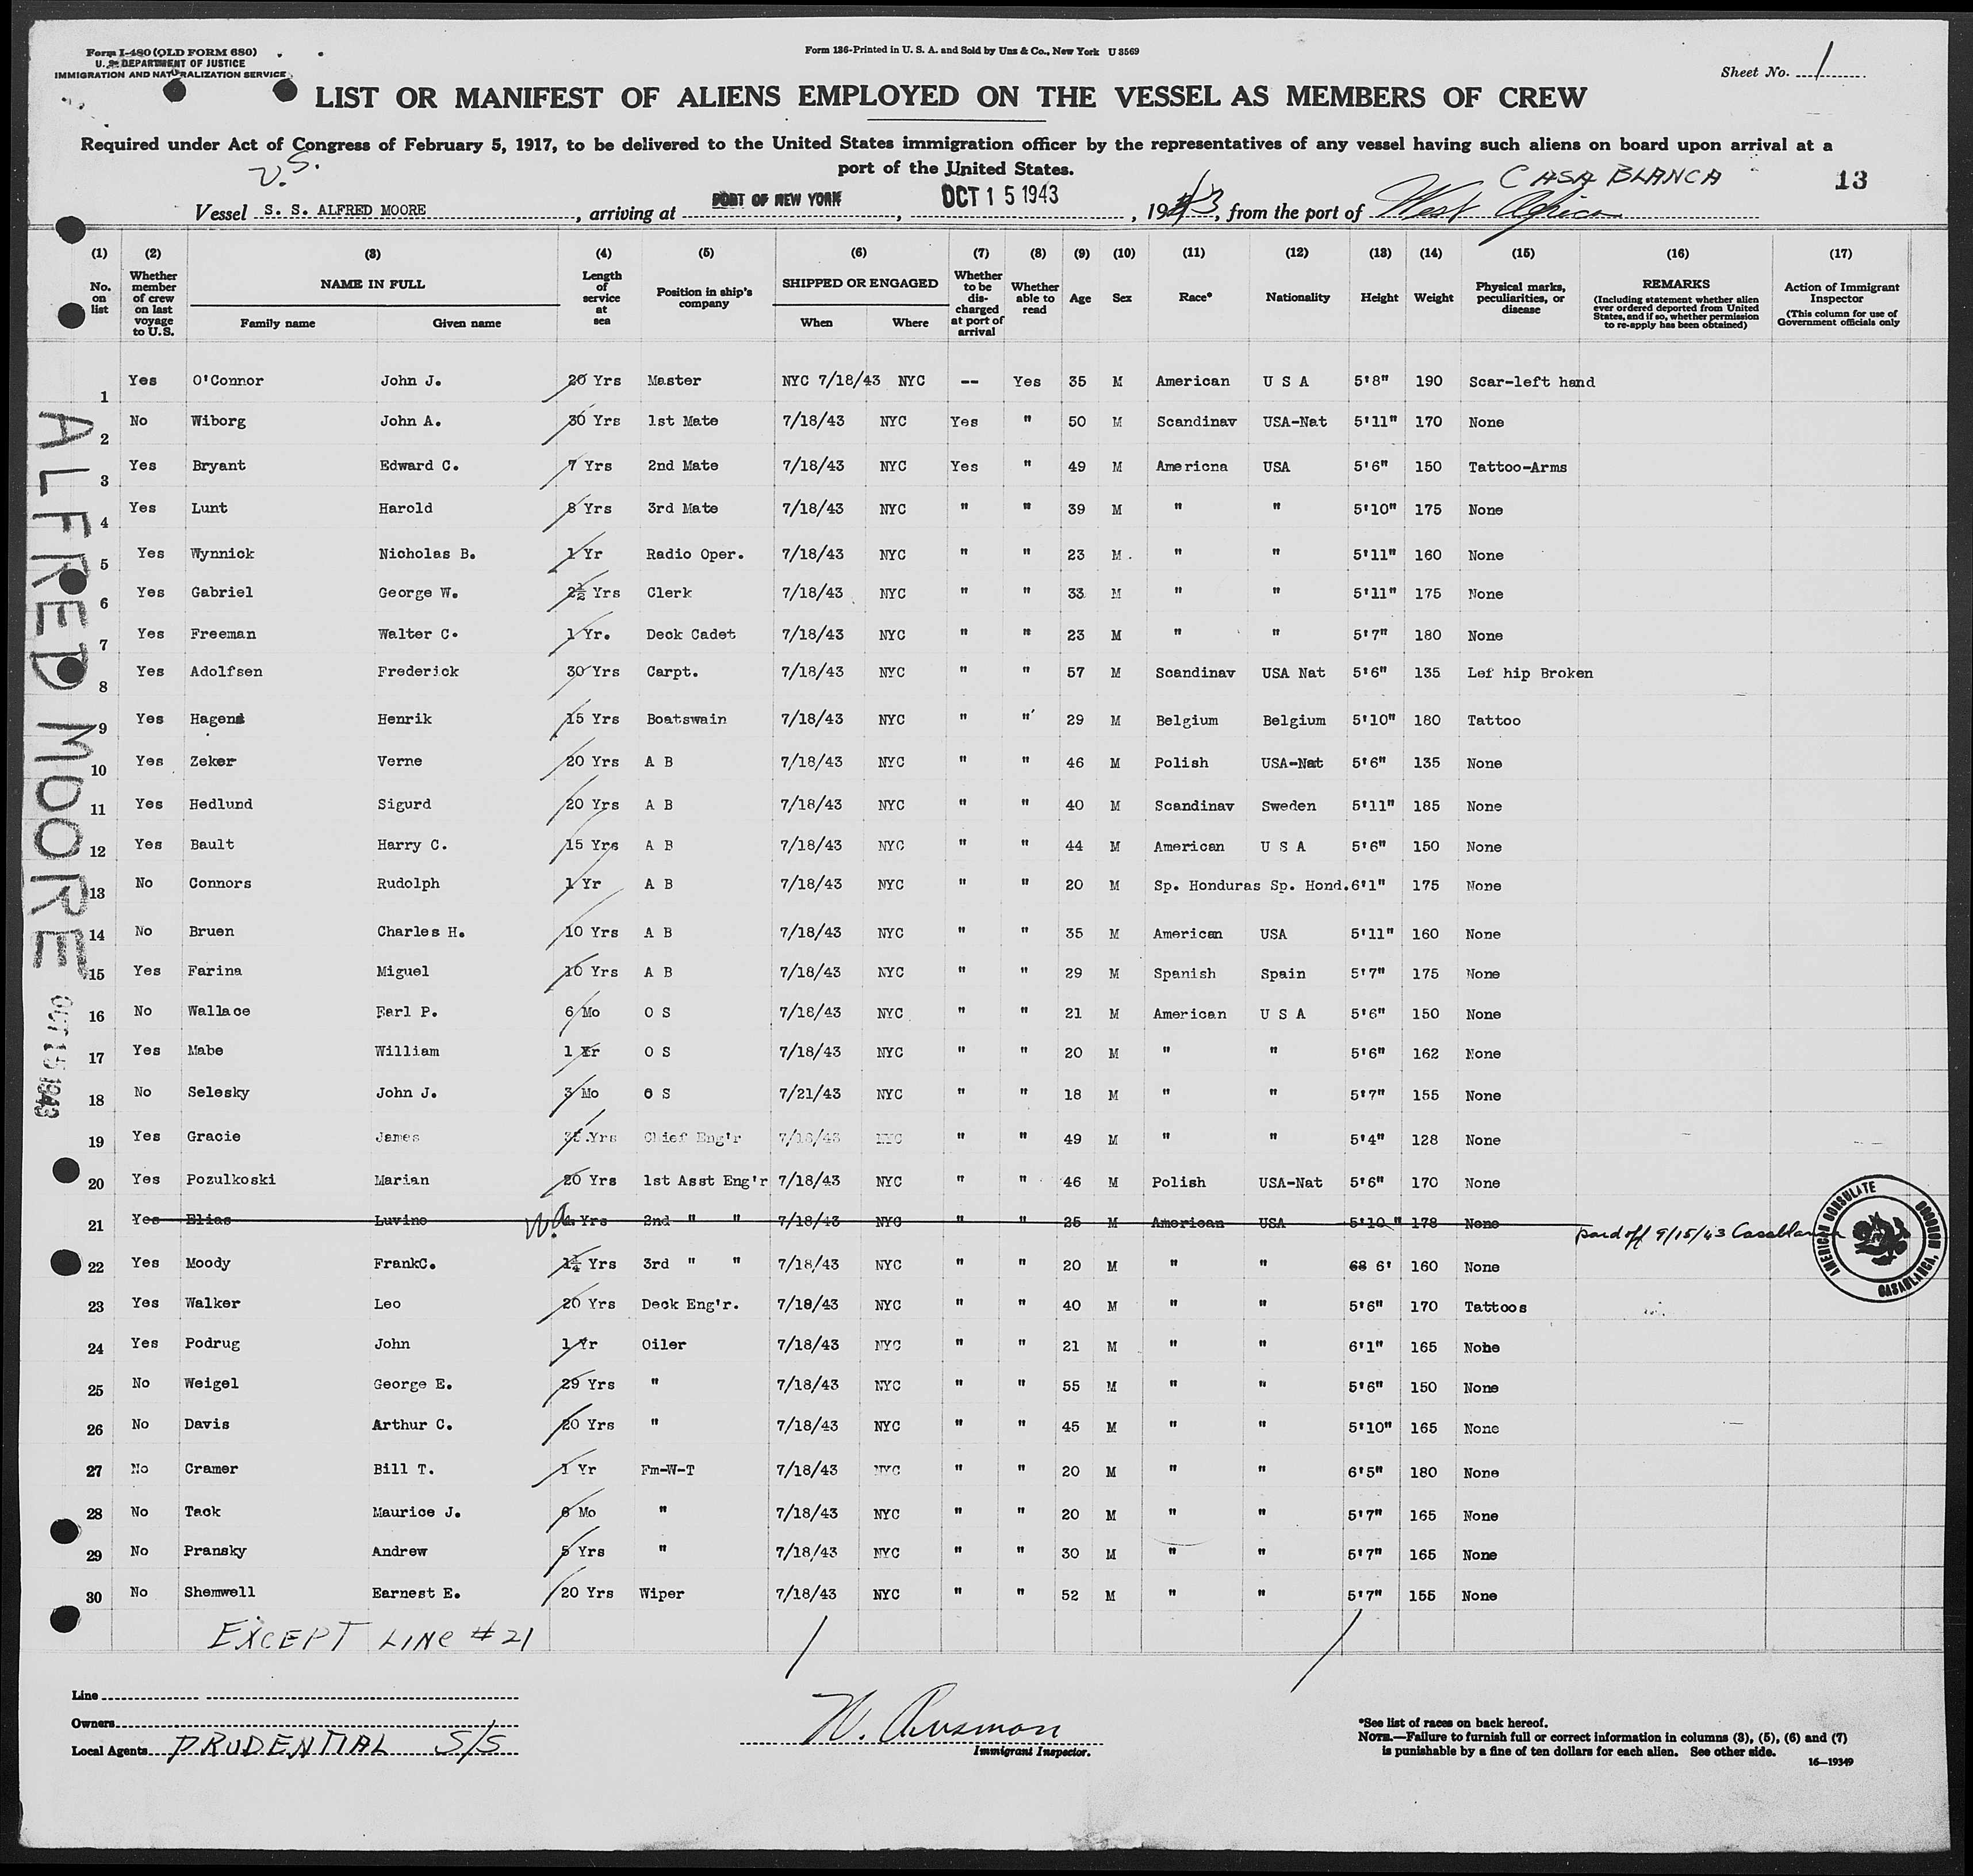 Form I-480 (OLD FORM 680)
U. S. DEPARTMENT OF JUSTICE
IMMIGRATION AND NATURALIZATION SERVICE
Form 136-Printed in U. S. A. and Sold by Unz & Co., New York U 3569
Sheet No. 1
LIST OR MANIFEST OF ALIENS EMPLOYED ON THE VESSEL AS MEMBERS OF CREW
Required under Act of Congress of February 5, 1917, to be delivered to the United States immigration officer by the representatives of any vessel having such aliens on board upon arrival at a
port of the United States.
U.S.
CASA BLANCA
13
Vessel S. S. ALFRED MOORE, arriving at PORT OF NEW YORK, OCT 15 1943, 1943, from the port of West Africa
(1) (2) (3) (4) (5) (6) (7) (8) (9) (10) (11) (12) (13) (14) (15) (16) (17)
No. on list
Whether member of crew on last voyage to U.S.
NAME IN FULL
Family name Given name
Length of service at sea
Position in ship's company
SHIPPED OR ENGAGED
When Where
Whether to be discharged at port of arrival
Whether able to read
Age
Sex
Race*
Nationality
Height
Weight
Physical marks, peculiarities, or disease
REMARKS
(Including statement whether alien ever ordered deported from United States, and if so, whether permission to re-apply has been obtained)
Action of Immigrant Inspector
(This column for use of Government officials only
1 Yes O'Connor John J. 20 Yrs Master NYC 7/18/43 NYC -- Yes 35 M American U S A 5'8" 190 Scar-left hand
2 No Wiborg John A. 30 Yrs 1st Mate 7/18/43 NYC Yes " 50 M Scandinav USA-Nat 5'11" 170 None
3 Yes Bryant Edward C. 7 Yrs 2nd Mate 7/18/43 NYC Yes " 49 M Americna USA 5'6" 150 Tattoo-Arms
4 Yes Lunt Harold 8 Yrs 3rd Mate 7/18/43 NYC " " 39 M " " 5'10" 175 None
5 Yes Wynnick Nicholas B. 1 Yr Radio Oper. 7/18/43 NYC " " 23 M " " 5'11" 160 None
6 Yes Gabriel George W. 2½ Yrs Clerk 7/18/43 NYC " " 33 M " " 5'11" 175 None
7 Yes Freeman Walter C. 1 Yr. Deck Cadet 7/18/43 NYC " " 23 M " " 5'7" 180 None
8 Yes Adolfsen Frederick 30 Yrs Carpt. 7/18/43 NYC " " 57 M Scandinav USA Nat 5'6" 135 Lef hip Broken
9 Yes Hagens Henrik 15 Yrs Boatswain 7/18/43 NYC " " 29 M Belgium Belgium 5'10" 180 Tattoo
10 Yes Zeker Verne 20 Yrs A B 7/18/43 NYC " " 46 M Polish USA-Nat 5'6" 135 None
11 Yes Hedlund Sigurd 20 Yrs A B 7/18/43 NYC " " 40 M Scandinav Sweden 5'11" 185 None
12 Yes Bault Harry C. 15 Yrs A B 7/18/43 NYC " " 44 M American U S A 5'6" 150 None
13 No Connors Rudolph 1 Yr A B 7/18/43 NYC " " 20 M Sp. Honduras Sp. Hond. 6'1" 175 None
14 No Bruen Charles H. 10 Yrs A B 7/18/43 NYC " " 35 M American USA 5'11" 160 None
15 Yes Farina Miguel 10 Yrs A B 7/18/43 NYC " " 29 M Spanish Spain 5'7" 175 None
16 No Wallace Earl P. 6 Mo O S 7/18/43 NYC " " 21 M American U S A 5'6" 150 None
17 Yes Mabe William 1 Yr O S 7/18/43 NYC " " 20 M " " 5'6" 162 None
18 No Selesky John J. 3 Mo O S 7/21/43 NYC " " 18 M " " 5'7" 155 None
19 Yes Gracie James 35 Yrs Chief Eng'r 7/18/43 NYC " " 49 M " " 5'4" 128 None
20 Yes Pozulkoski Marian 20 Yrs 1st Asst Eng'r 7/18/43 NYC " " 46 M Polish USA-Nat 5'6" 170 None
21 Yes Elias Luvino Yrs 2nd " " 7/18/43 NYC " " 25 M American USA 5'10" 178 None paid off 9/15/43 Casablanca
22 Yes Moody FrankC. 1¼ Yrs 3rd " " 7/18/43 NYC " " 20 M " " 68 6' 160 None
23 Yes Walker Leo 20 Yrs Deck Eng'r. 7/18/43 NYC " " 40 M " " 5'6" 170 Tattoos
24 Yes Podrug John 1 Yr Oiler 7/18/43 NYC " " 21 M " " 6'1" 165 None
25 No Weigel George E. 29 Yrs " 7/18/43 NYC " " 55 M " " 5'6" 150 None
26 No Davis Arthur C. 20 Yrs " 7/18/43 NYC " " 45 M " " 5'10" 165 None
27 No Cramer Bill T. 1 Yr Fm-W-T 7/18/43 NYC " " 20 M " " 6'5" 180 None
28 No Tack Maurice J. 6 Mo " 7/18/43 NYC " " 20 M " " 5'7" 165 None
29 No Pransky Andrew 5 Yrs " 7/18/43 NYC " " 30 M " " 5'7" 165 None
30 No Shemwell Earnest E. 20 Yrs Wiper 7/18/43 NYC " " 52 M " " 5'7" 155 None
EXCEPT LINE #21
ALFRED MOORE
OCT 15 1943
AMERICAN CONSULATE
CASABLANCA, MOROCCO
Line
Owners
Local Agents PRUDENTIAL S/S
Immigrant Inspector.
*See list of races on back hereof.
NOTE.—Failure to furnish full or correct information in columns (3), (5), (6) and (7)
is punishable by a fine of ten dollars for each alien. See other side.
16—19349